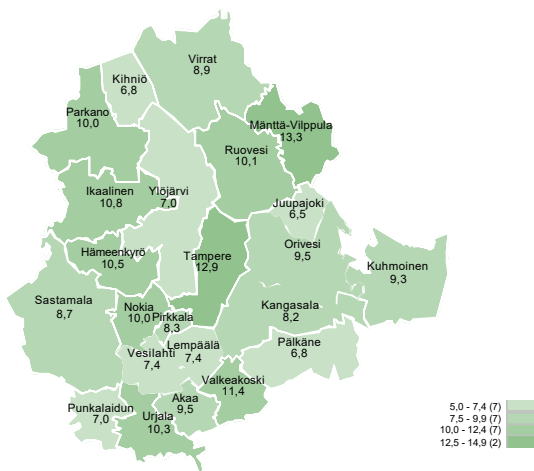 Virrat
8,9
Kihniö
6,8
Parkano
10,0
Mänttä-Vilppula
13,3
Ruovesi
10,1
Ikaalinen
10,8
Ylöjärvi
7,0
Juupajoki
6,5
Orivesi
9,5
Hämeenkyrö
10,5
Tampere
12,9
Kuhmoinen
9,3
Sastamala
8,7
Nokia
10,0
Pirkkala
8,3
Kangasala
8,2
Lempäälä
7,4
Vesilahti
7,4
Pälkäne
6,8
Valkeakoski
11,4
Akaa
9,5
Punkalaidun
7,0
Urjala
10,3
5,0 - 7,4 (7)
7,5 - 9,9 (7)
10,0 - 12,4 (7)
12,5 - 14,9 (2)